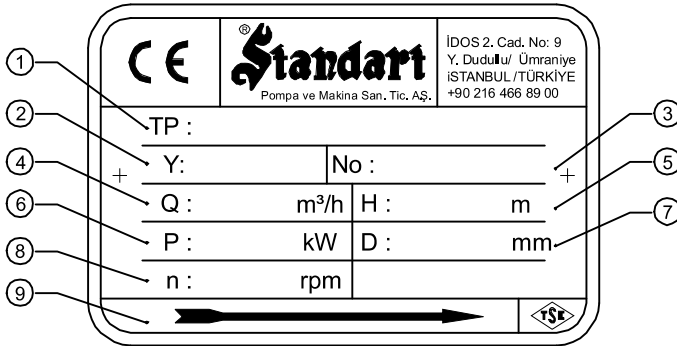 CE
® Standart
Pompa ve Makina San. Tic. AŞ.
İDOS 2. Cad. No: 9
Y. Dudullu/ Ümraniye
iSTANBUL/TÜRKİYE
+90 216 466 89 00
1
TP :
2
Y:
No :
3
4
Q : m³/h
H : m
5
6
P : kW
D : mm
7
8
n : rpm
9
TSE